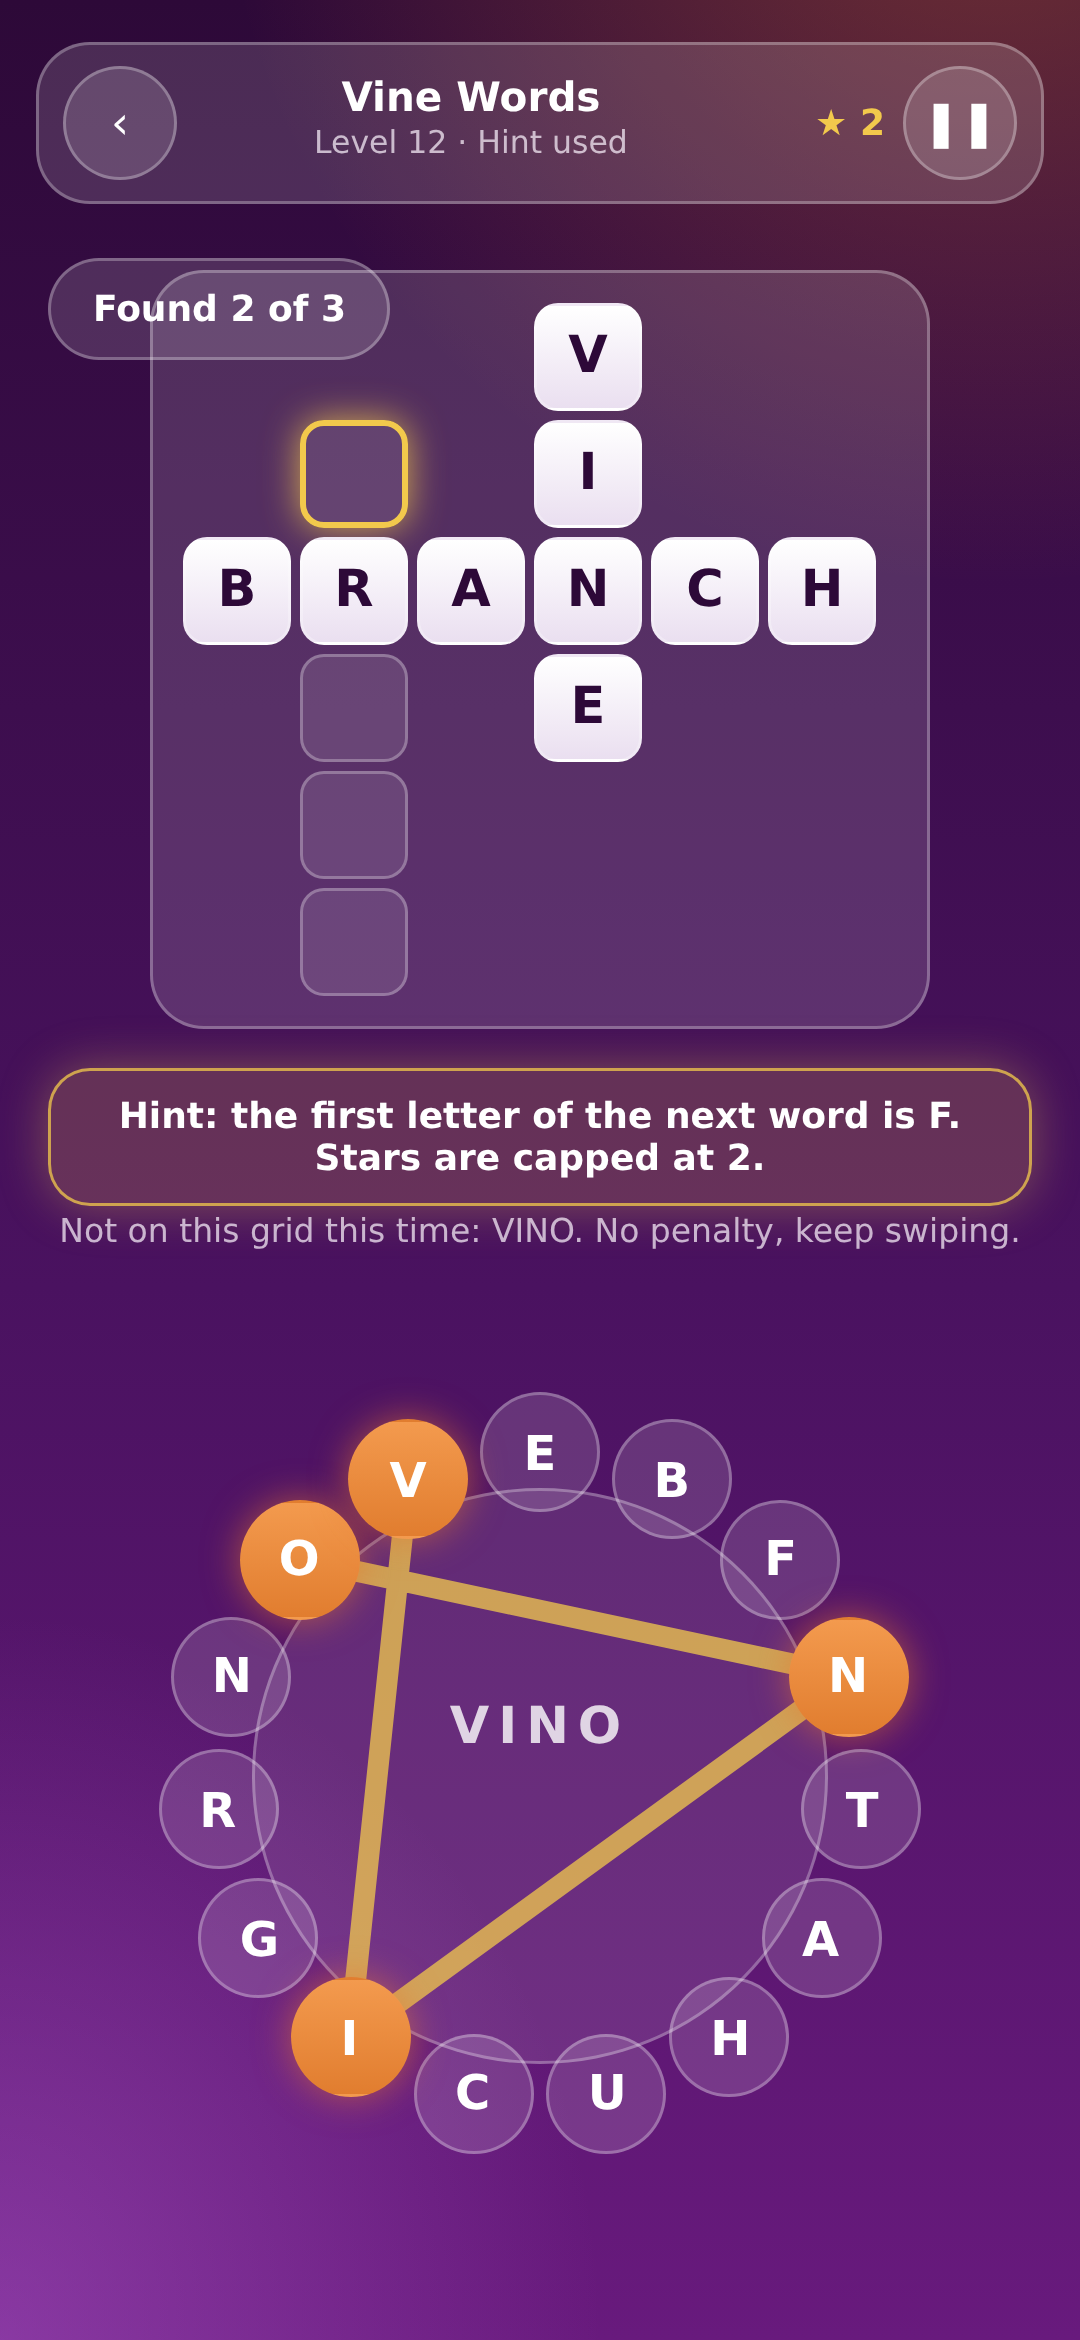 ‹
Vine Words
Level 12 · Hint used
★ 2
Found 2 of 3
V
I
B R A N C H
E
Hint: the first letter of the next word is F.
Stars are capped at 2.
Not on this grid this time: VINO. No penalty, keep swiping.
E
V
B
O
F
N
N
VINO
R
T
G
A
I
H
C
U